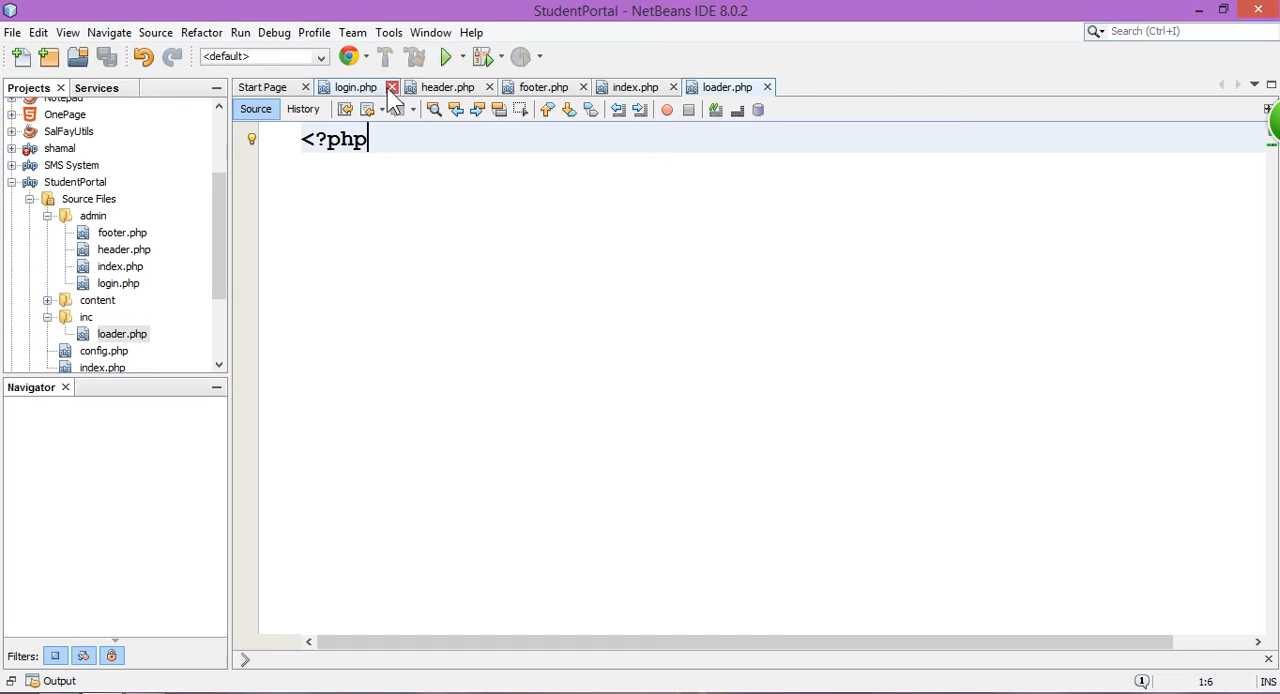 StudentPortal - NetBeans IDE 8.0.2
File Edit View Navigate Source Refactor Run Debug Profile Team Tools Window Help
Search (Ctrl+I)
<default>
Projects Services
Start Page login.php header.php footer.php index.php loader.php
Source History
Notepad
OnePage
SalFayUtils
shamal
SMS System
StudentPortal
Source Files
admin
footer.php
header.php
index.php
login.php
content
inc
loader.php
config.php
index.php
<?php
Navigator
Filters:
Output
1
1:6
INS